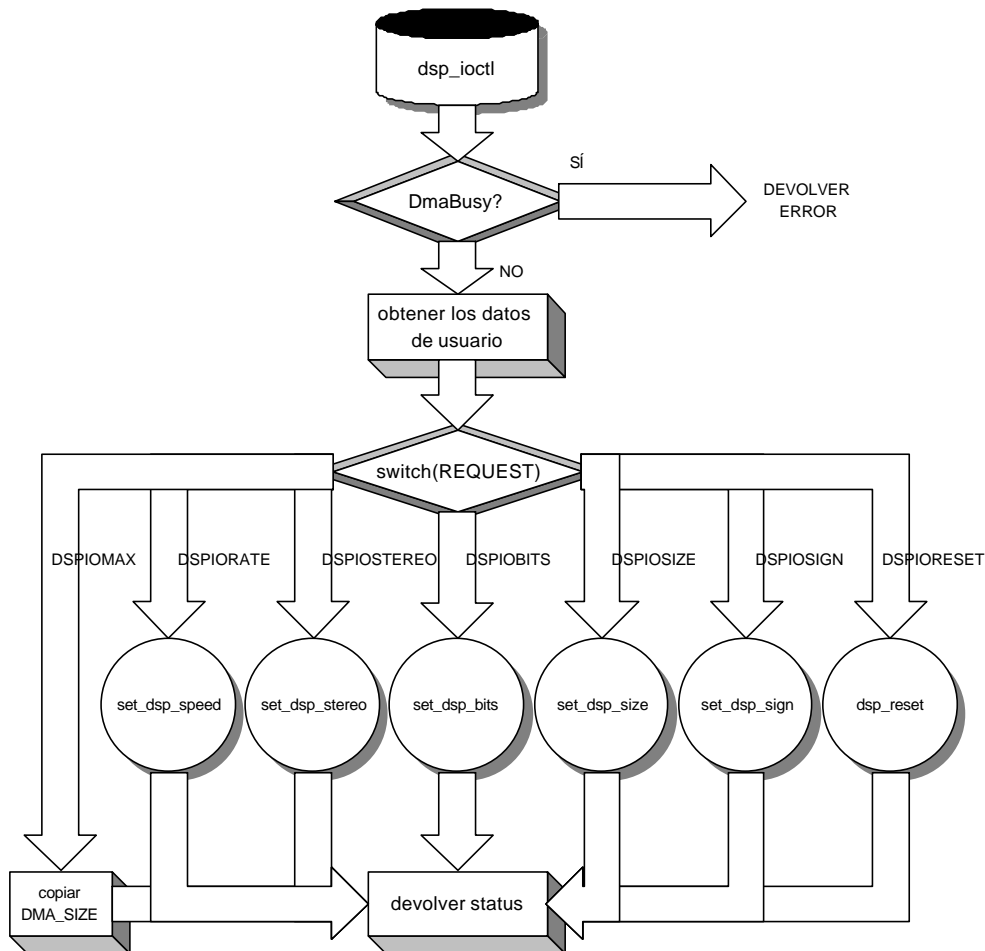 dsp_ioctl
SÍ
DmaBusy?
DEVOLVER
ERROR
NO
obtener los datos
de usuario
switch(REQUEST)
DSPIOMAX
DSPIORATE
DSPIOSTEREO
DSPIOBITS
DSPIOSIZE
DSPIOSIGN
DSPIORESET
set_dsp_speed
set_dsp_stereo
set_dsp_bits
set_dsp_size
set_dsp_sign
dsp_reset
copiar
DMA_SIZE
devolver status